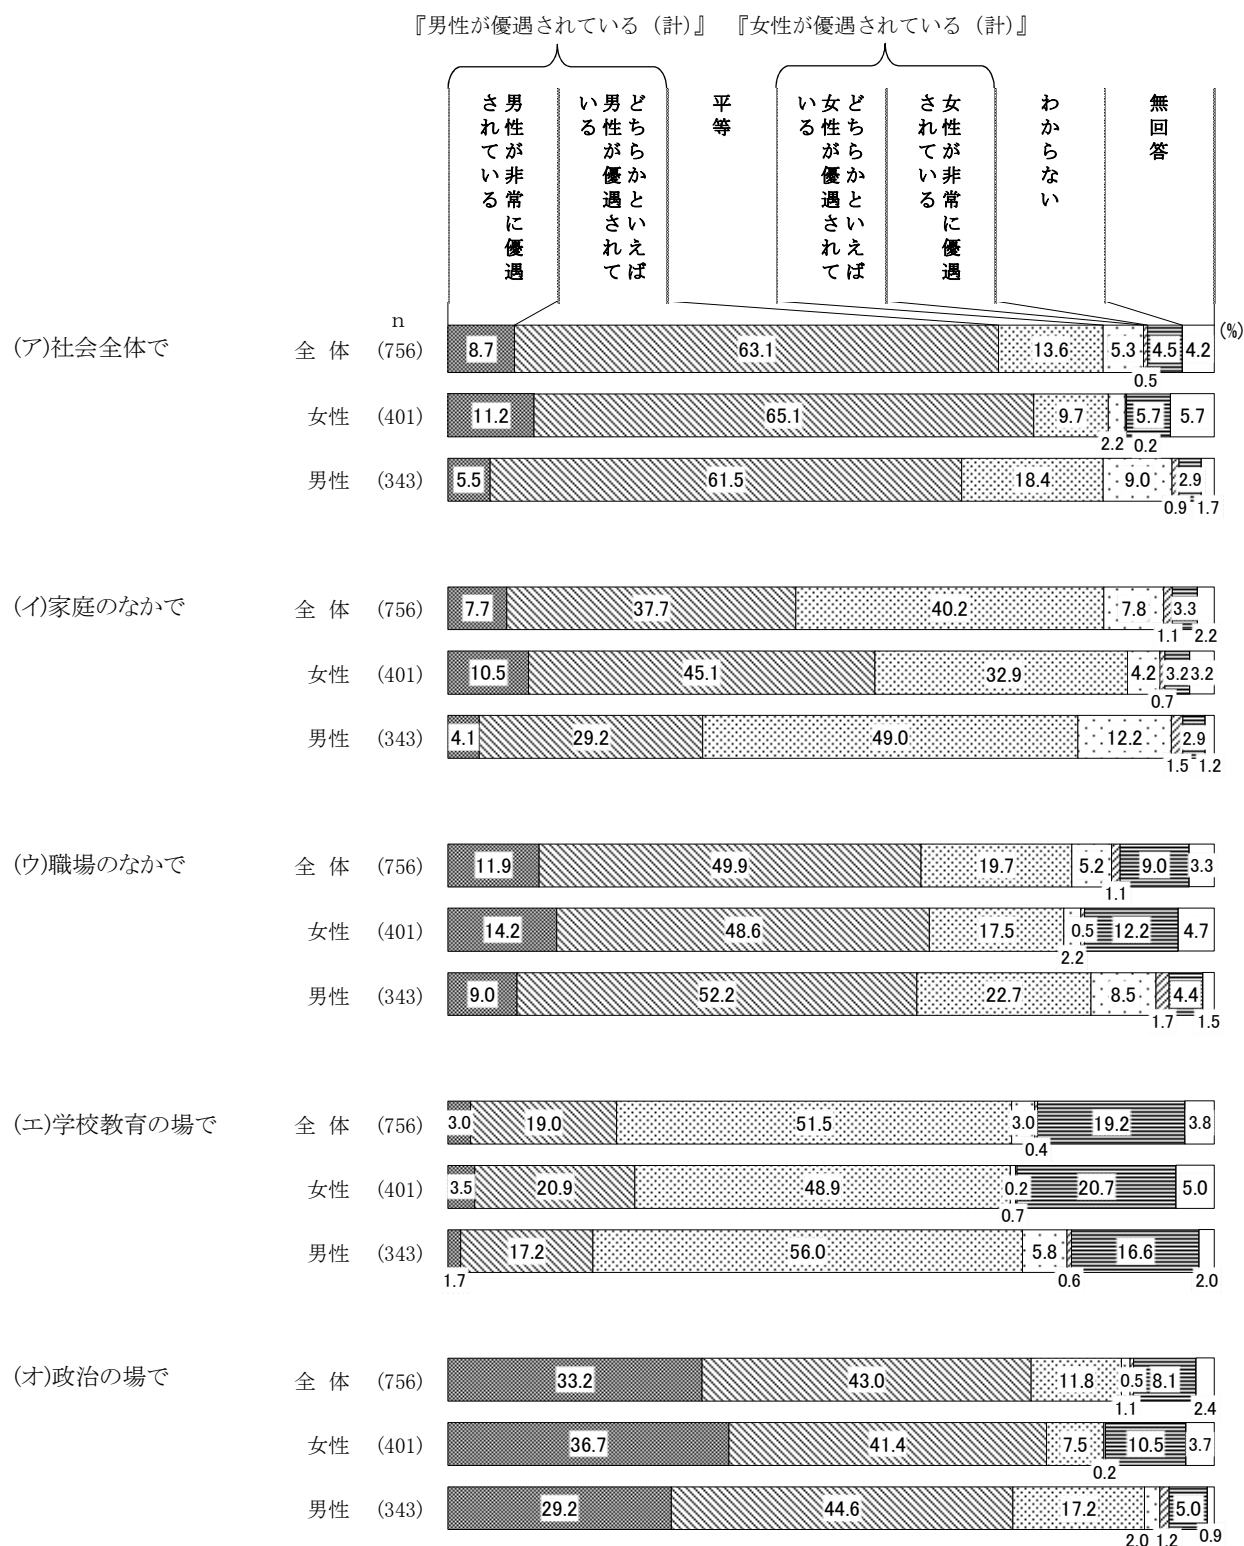 『男性が優遇されている（計）』 『女性が優遇されている（計）』
男性が非常に優遇されている
どちらかといえば男性が優遇されている
平等
どちらかといえば女性が優遇されている
女性が非常に優遇されている
わからない
無回答
n
(%)
(ア)社会全体で 全 体 (756) 8.7 63.1 13.6 5.3 4.5 4.2
0.5
女性 (401) 11.2 65.1 9.7 5.7 5.7
2.2 0.2
男性 (343) 5.5 61.5 18.4 9.0 2.9
0.9 1.7
(イ)家庭のなかで 全 体 (756) 7.7 37.7 40.2 7.8 3.3
1.1 2.2
女性 (401) 10.5 45.1 32.9 4.2 3.2 3.2
0.7
男性 (343) 4.1 29.2 49.0 12.2 2.9
1.5 1.2
(ウ)職場のなかで 全 体 (756) 11.9 49.9 19.7 5.2 9.0 3.3
1.1
女性 (401) 14.2 48.6 17.5 0.5 12.2 4.7
2.2
男性 (343) 9.0 52.2 22.7 8.5 4.4
1.7 1.5
(エ)学校教育の場で 全 体 (756) 3.0 19.0 51.5 3.0 19.2 3.8
0.4
女性 (401) 3.5 20.9 48.9 0.2 20.7 5.0
0.7
男性 (343) 17.2 56.0 5.8 16.6
1.7 0.6 2.0
(オ)政治の場で 全 体 (756) 33.2 43.0 11.8 0.5 8.1
1.1 2.4
女性 (401) 36.7 41.4 7.5 10.5 3.7
0.2
男性 (343) 29.2 44.6 17.2 5.0
2.0 1.2 0.9